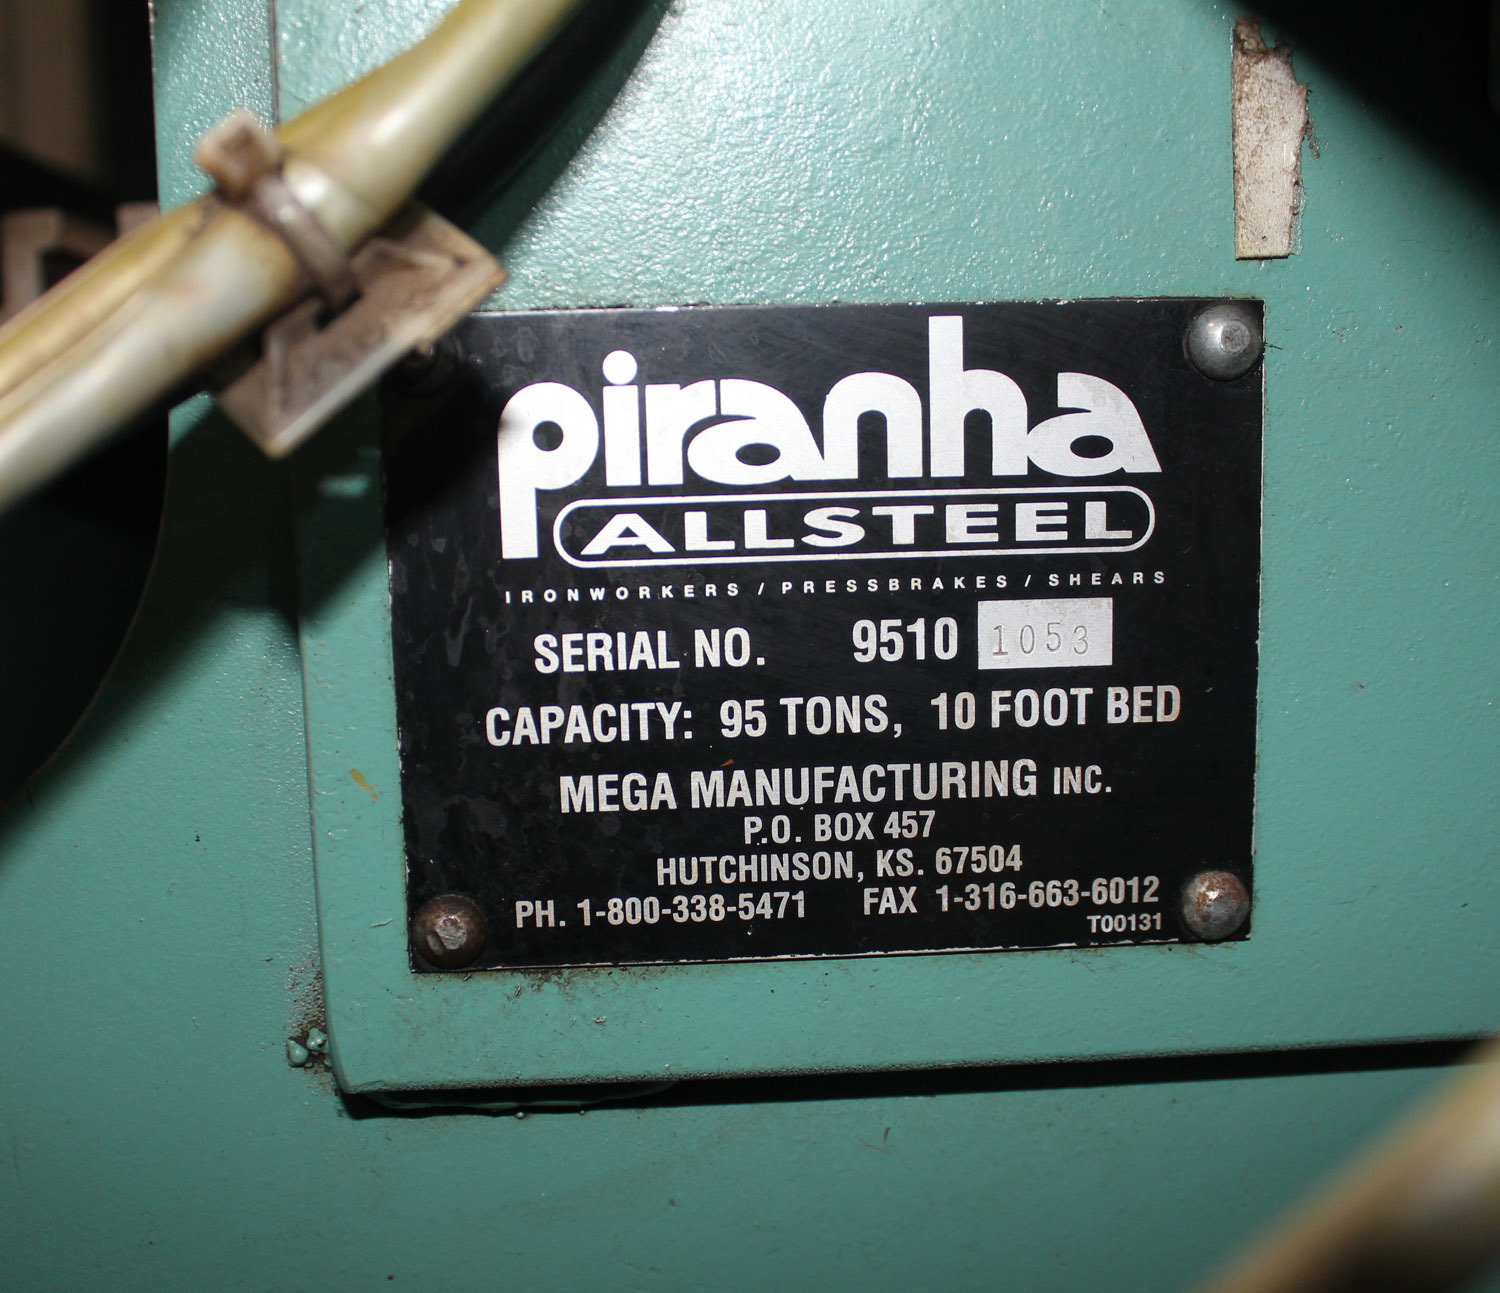 piranha
ALLSTEEL
IRONWORKERS / PRESSBRAKES / SHEARS
SERIAL NO. 9510 1053
CAPACITY: 95 TONS, 10 FOOT BED
MEGA MANUFACTURING INC.
P.O. BOX 457
HUTCHINSON, KS. 67504
PH. 1-800-338-5471 FAX 1-316-663-6012
T00131